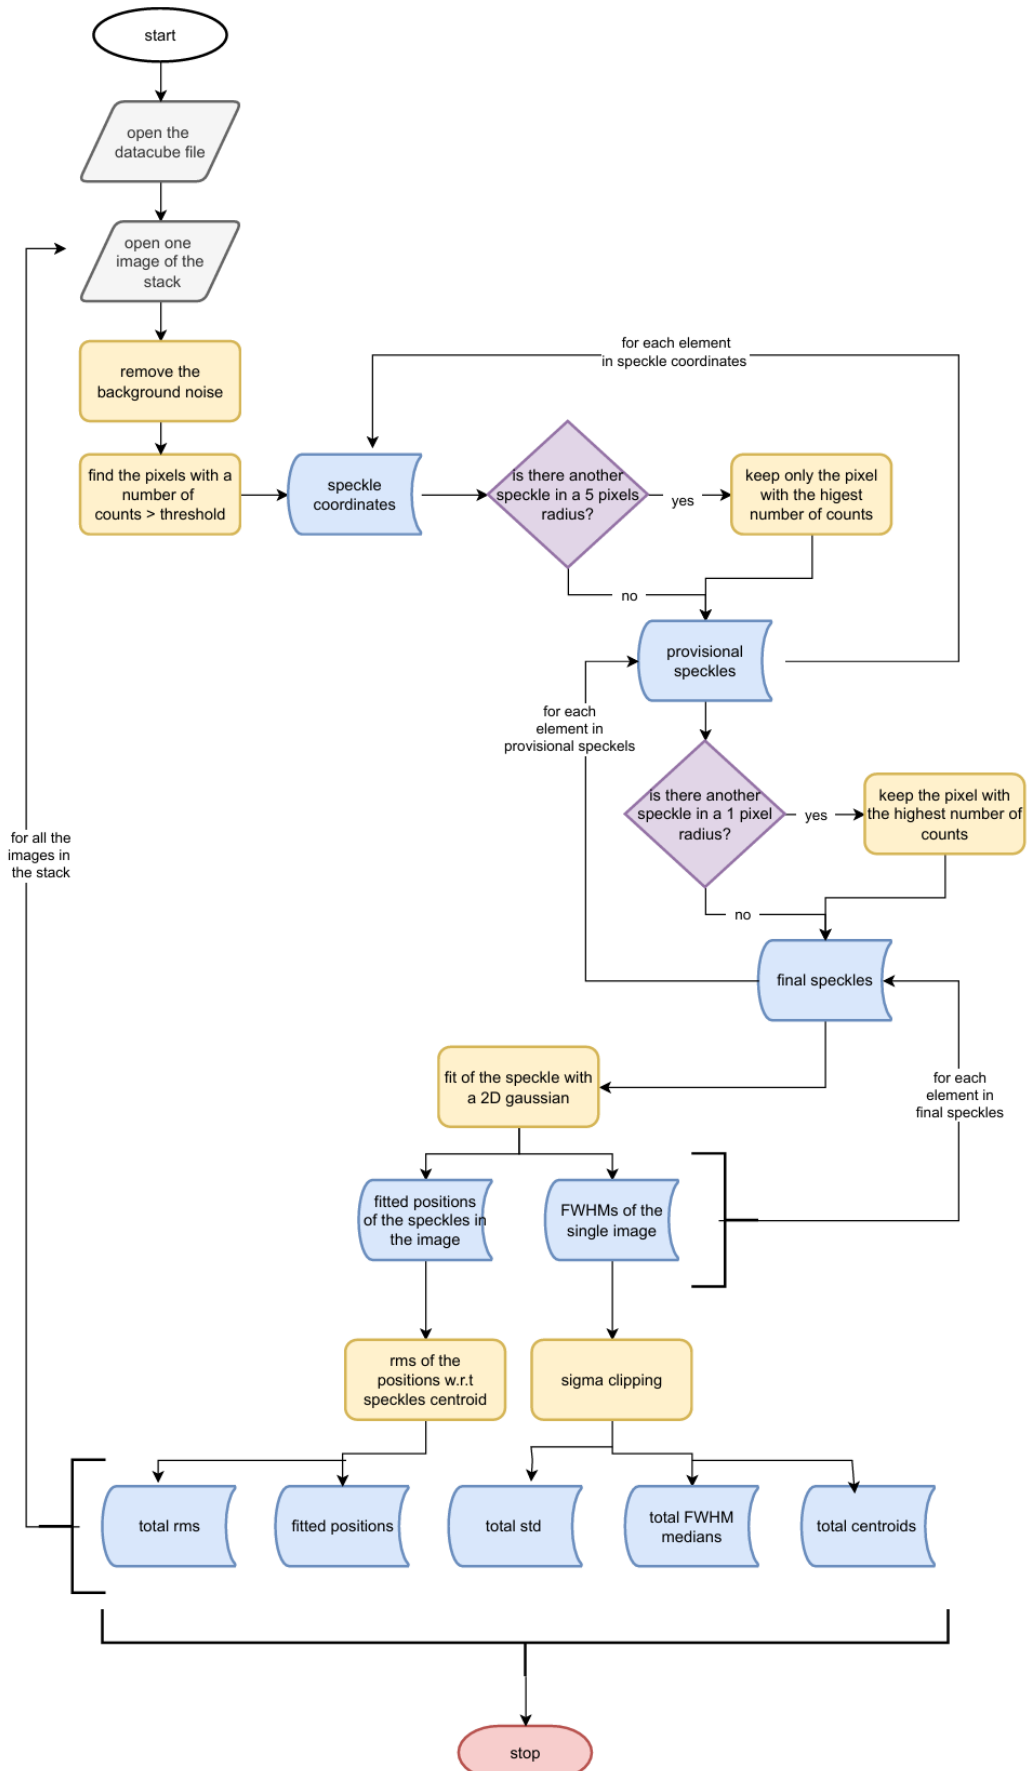 start
open the
datacube file
open one
image of the
stack
remove the
background noise
for each element
in speckle coordinates
find the pixels with a
number of
counts > threshold
speckle
coordinates
is there another
speckle in a 5 pixels
radius?
yes
keep only the pixel
with the higest
number of counts
no
provisional
speckles
for each
element in
provisional speckels
is there another
speckle in a 1 pixel
radius?
yes
keep the pixel with
the highest number of
counts
for all the
images in
the stack
no
final speckles
fit of the speckle with
a 2D gaussian
for each
element in
final speckles
fitted positions
of the speckles in
the image
FWHMs of the
single image
rms of the
positions w.r.t
speckles centroid
sigma clipping
total rms
fitted positions
total std
total FWHM
medians
total centroids
stop